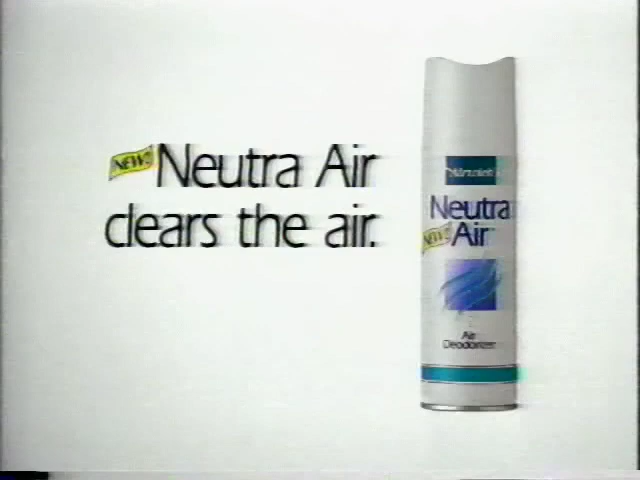 NEW!
Neutra Air
clears the air.
Neutra
NEW!
Air
Air
Deodorizer